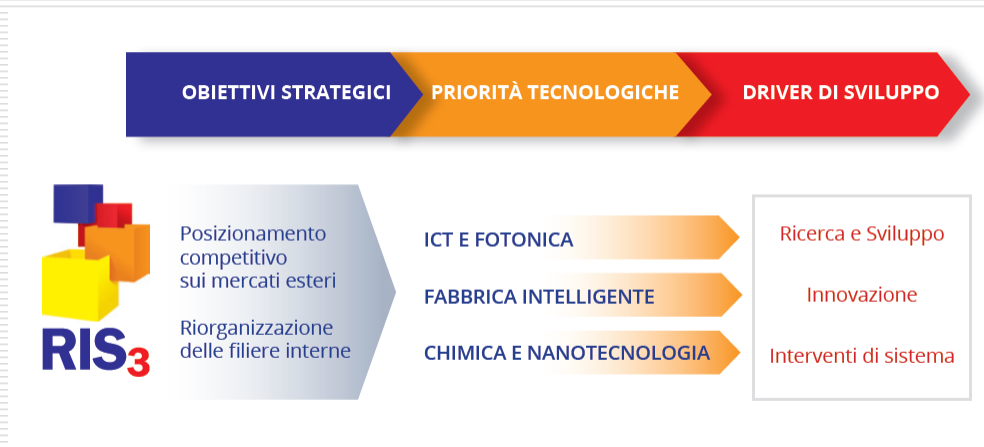 OBIETTIVI STRATEGICI
PRIORITÀ TECNOLOGICHE
DRIVER DI SVILUPPO
RIS3
Posizionamento
competitivo
sui mercati esteri
Riorganizzazione
delle filiere interne
ICT E FOTONICA
FABBRICA INTELLIGENTE
CHIMICA E NANOTECNOLOGIA
Ricerca e Sviluppo
Innovazione
Interventi di sistema